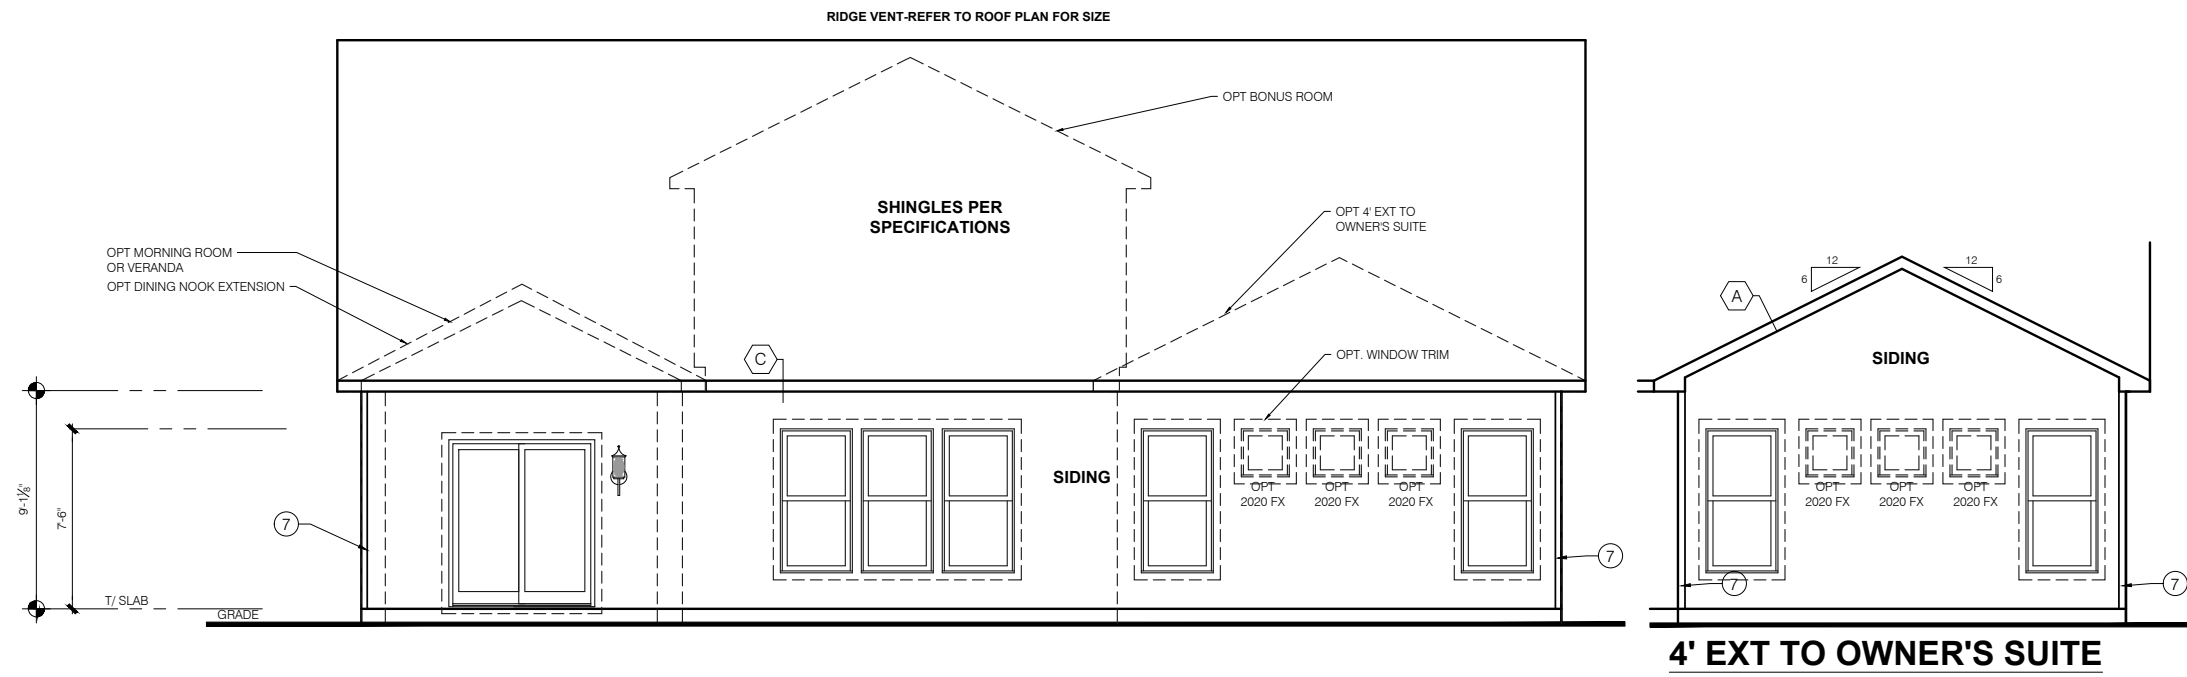 RIDGE VENT-REFER TO ROOF PLAN FOR SIZE
OPT BONUS ROOM
SHINGLES PER
SPECIFICATIONS
OPT 4' EXT TO
OWNER'S SUITE
OPT MORNING ROOM
OR VERANDA
OPT DINING NOOK EXTENSION
C
OPT. WINDOW TRIM
SIDING
OPT
2020 FX
OPT
2020 FX
OPT
2020 FX
9'-1⅛"
7'-6"
7
7
T/ SLAB
GRADE
12
6
12
6
A
SIDING
OPT
2020 FX
OPT
2020 FX
OPT
2020 FX
7
7
4' EXT TO OWNER'S SUITE